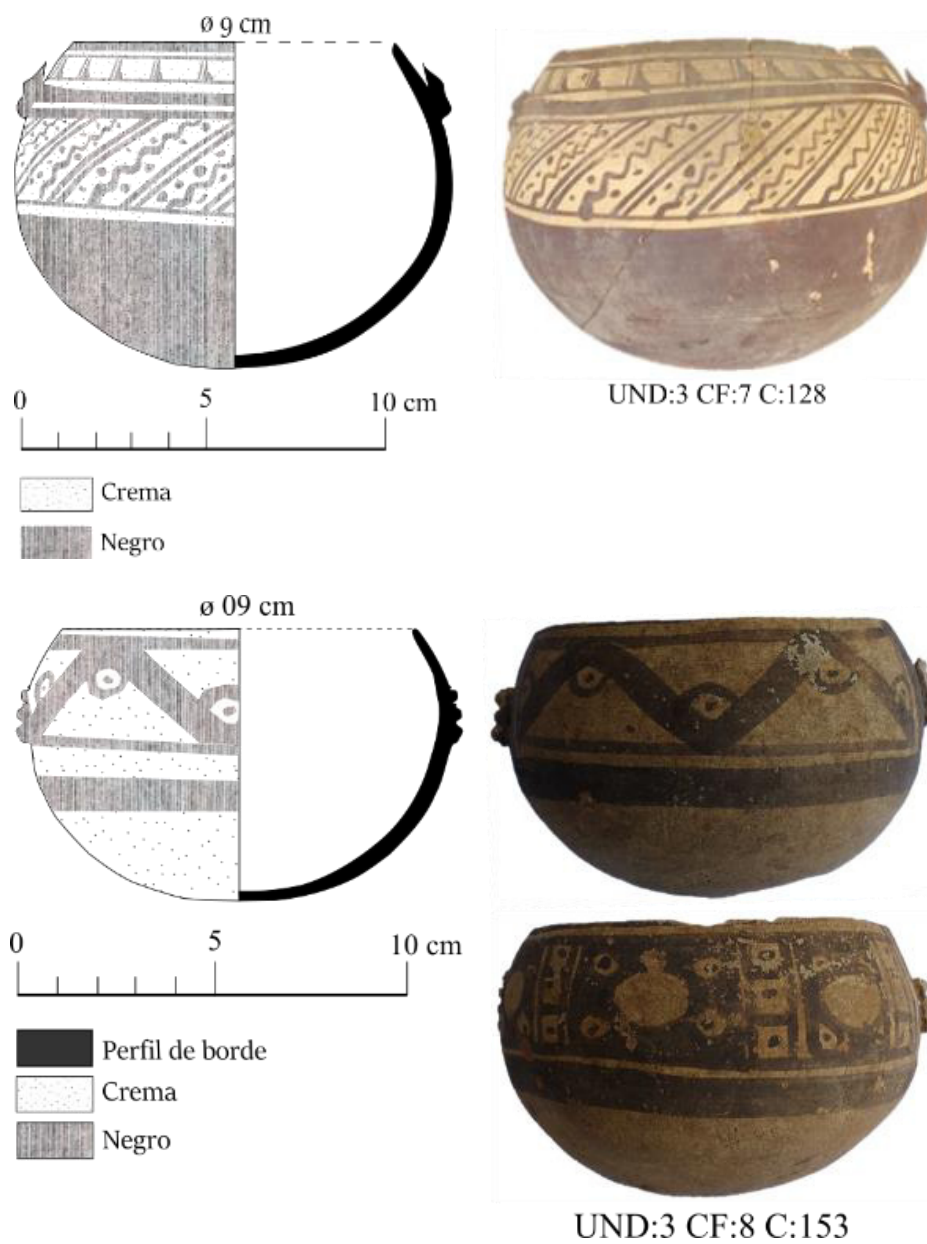 ø 9 cm
0 5 10 cm
Crema
Negro
UND:3 CF:7 C:128
ø 09 cm
0 5 10 cm
Perfil de borde
Crema
Negro
UND:3 CF:8 C:153